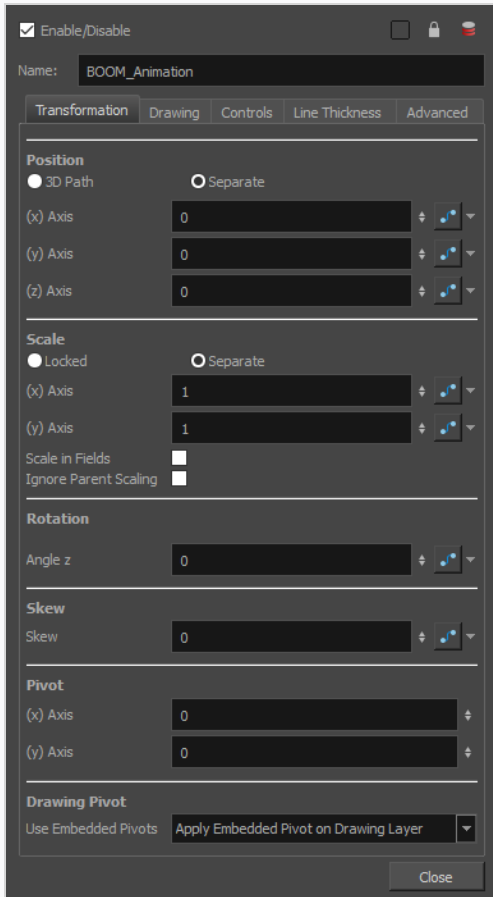 Enable/Disable
Name: BOOM_Animation
Transformation Drawing Controls Line Thickness Advanced
Position
3D Path Separate
(x) Axis 0
(y) Axis 0
(z) Axis 0
Scale
Locked Separate
(x) Axis 1
(y) Axis 1
Scale in Fields
Ignore Parent Scaling
Rotation
Angle z 0
Skew
Skew 0
Pivot
(x) Axis 0
(y) Axis 0
Drawing Pivot
Use Embedded Pivots Apply Embedded Pivot on Drawing Layer
Close